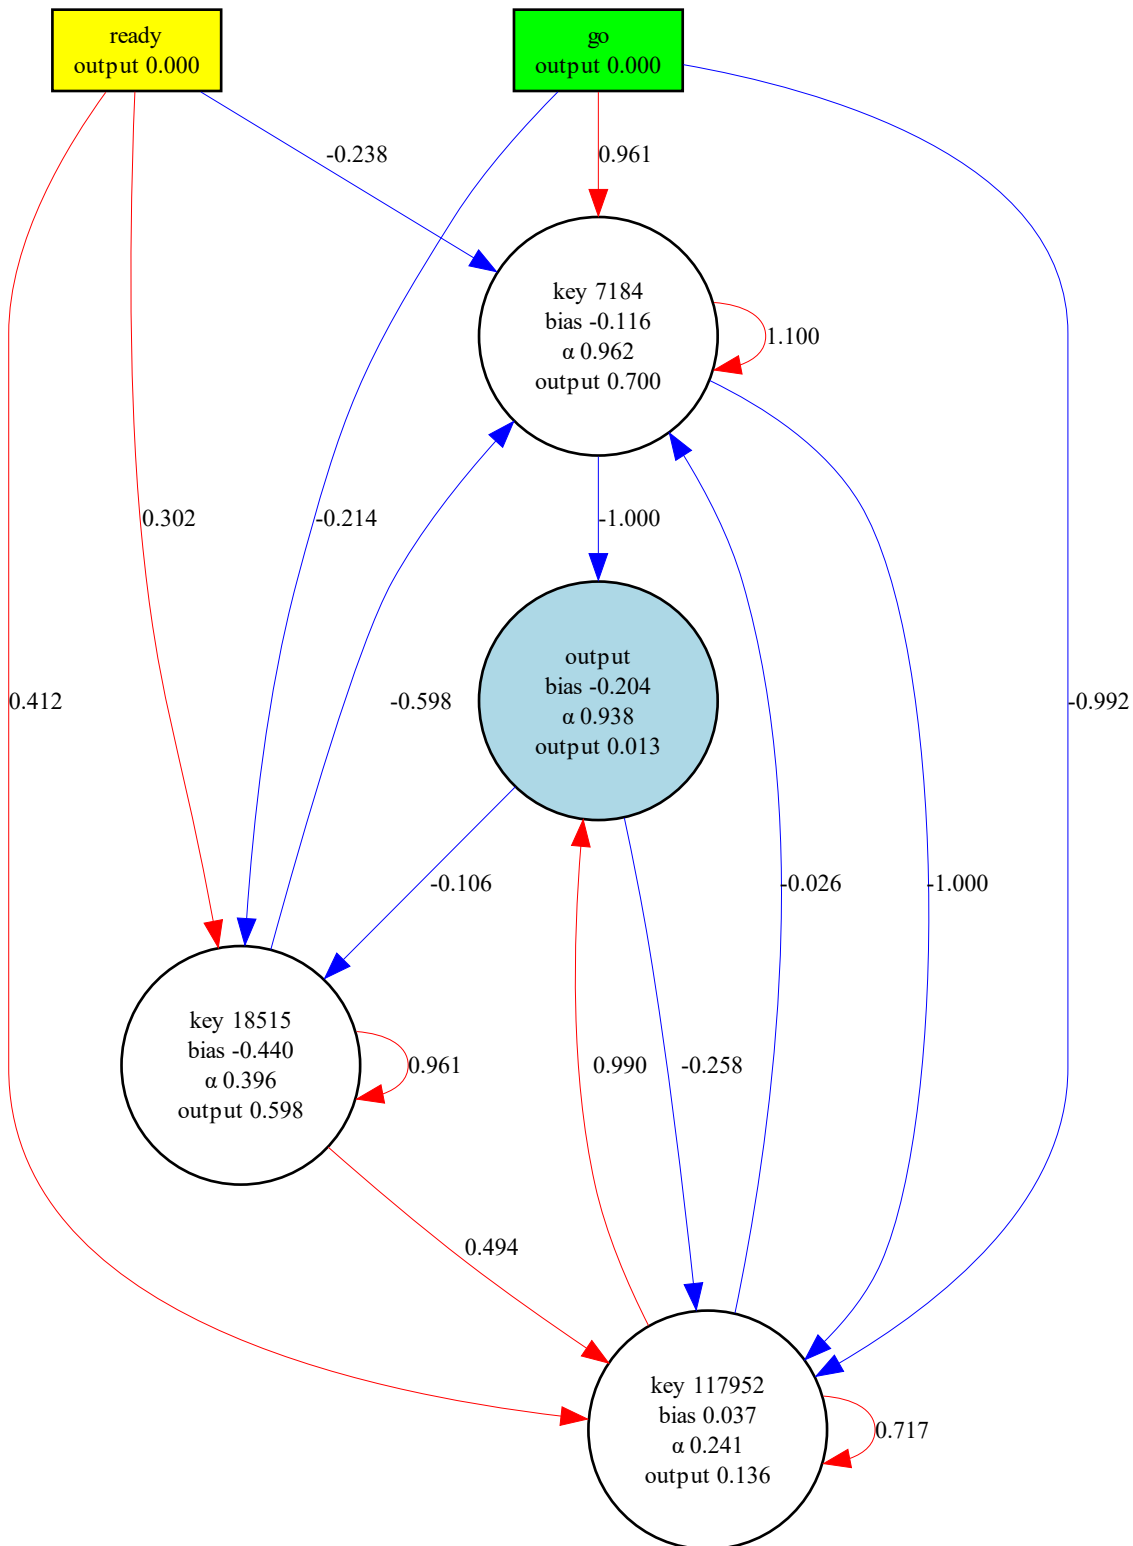 ready
output 0.000
go
output 0.000
-0.238
0.961
key 7184
bias -0.116
α 0.962
output 0.700
1.100
0.302
-0.214
-1.000
output
bias -0.204
α 0.938
output 0.013
0.412
-0.598
-0.992
-0.106
-0.026
-1.000
key 18515
bias -0.440
α 0.396
output 0.598
0.961
0.990
-0.258
0.494
key 117952
bias 0.037
α 0.241
output 0.136
0.717